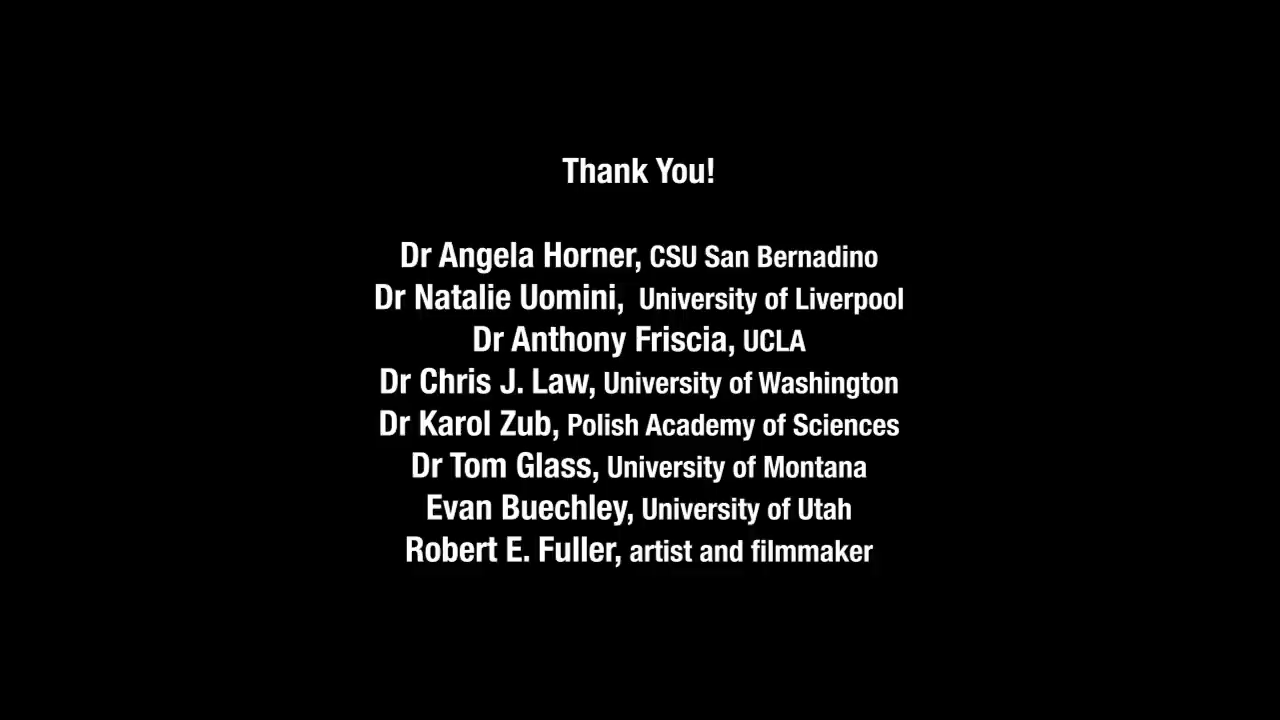 Thank You!
Dr Angela Horner, CSU San Bernadino
Dr Natalie Uomini, University of Liverpool
Dr Anthony Friscia, UCLA
Dr Chris J. Law, University of Washington
Dr Karol Zub, Polish Academy of Sciences
Dr Tom Glass, University of Montana
Evan Buechley, University of Utah
Robert E. Fuller, artist and filmmaker